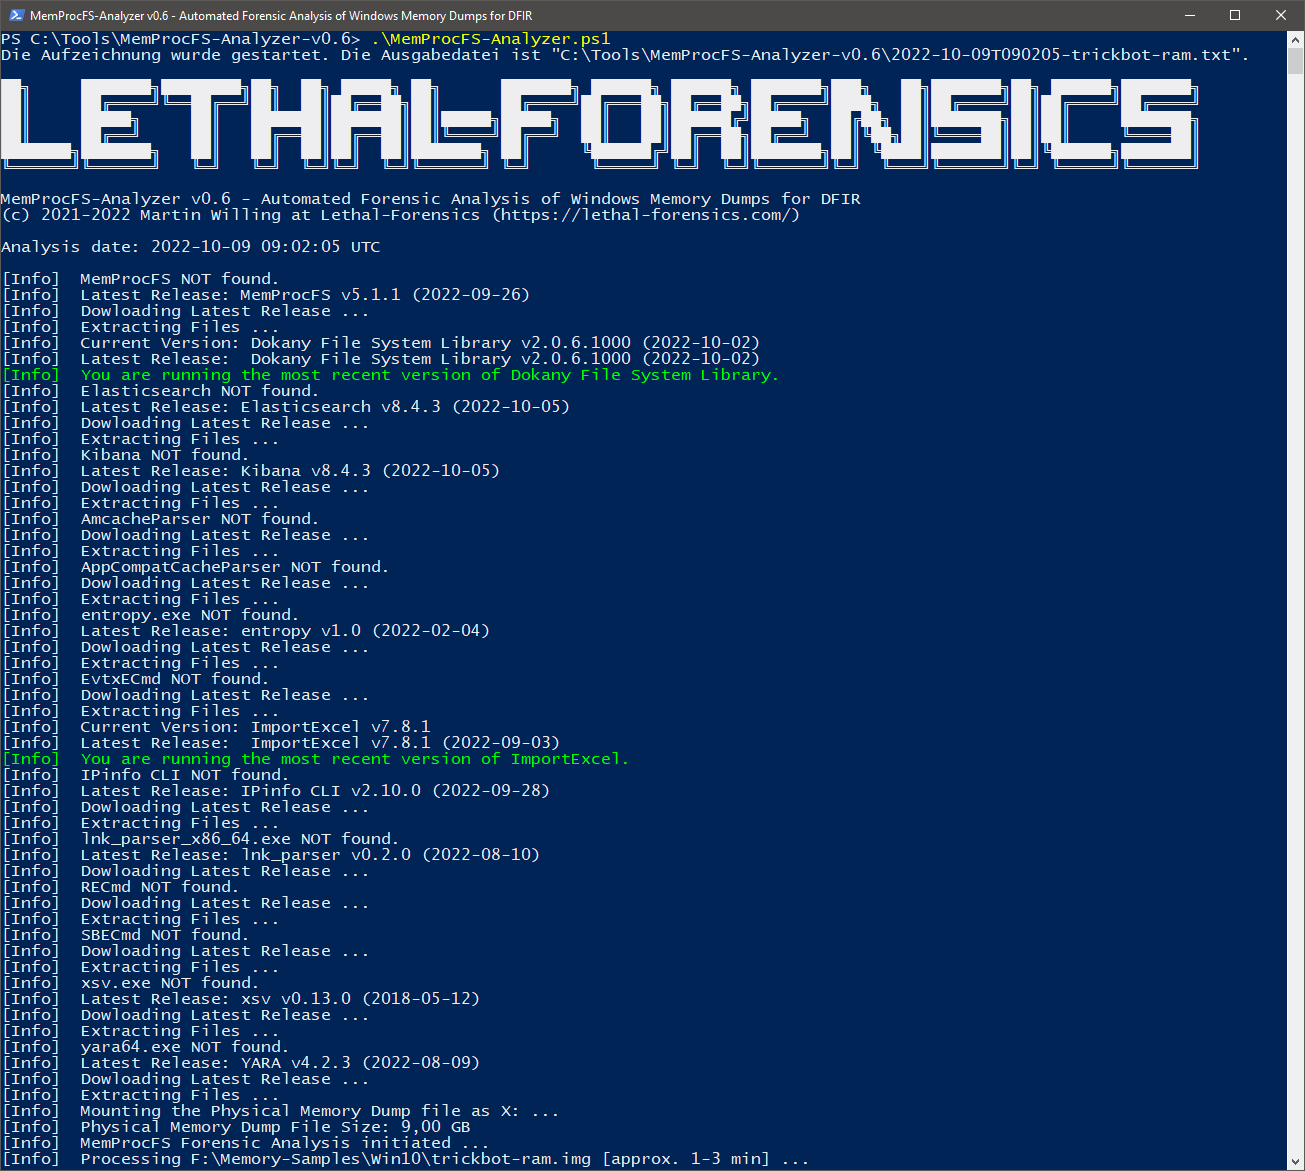 MemProcFS-Analyzer v0.6 - Automated Forensic Analysis of Windows Memory Dumps for DFIR
PS C:\Tools\MemProcFS-Analyzer-v0.6> .\MemProcFS-Analyzer.ps1
Die Aufzeichnung wurde gestartet. Die Ausgabedatei ist "C:\Tools\MemProcFS-Analyzer-v0.6\2022-10-09T090205-trickbot-ram.txt".
LETHAL-FORENSICS
MemProcFS-Analyzer v0.6 - Automated Forensic Analysis of Windows Memory Dumps for DFIR
(c) 2021-2022 Martin Willing at Lethal-Forensics (https://lethal-forensics.com/)
Analysis date: 2022-10-09 09:02:05 UTC
[Info]  MemProcFS NOT found.
[Info]  Latest Release: MemProcFS v5.1.1 (2022-09-26)
[Info]  Dowloading Latest Release ...
[Info]  Extracting Files ...
[Info]  Current Version: Dokany File System Library v2.0.6.1000 (2022-10-02)
[Info]  Latest Release:  Dokany File System Library v2.0.6.1000 (2022-10-02)
[Info]  You are running the most recent version of Dokany File System Library.
[Info]  Elasticsearch NOT found.
[Info]  Latest Release: Elasticsearch v8.4.3 (2022-10-05)
[Info]  Dowloading Latest Release ...
[Info]  Extracting Files ...
[Info]  Kibana NOT found.
[Info]  Latest Release: Kibana v8.4.3 (2022-10-05)
[Info]  Dowloading Latest Release ...
[Info]  Extracting Files ...
[Info]  AmcacheParser NOT found.
[Info]  Dowloading Latest Release ...
[Info]  Extracting Files ...
[Info]  AppCompatCacheParser NOT found.
[Info]  Dowloading Latest Release ...
[Info]  Extracting Files ...
[Info]  entropy.exe NOT found.
[Info]  Latest Release: entropy v1.0 (2022-02-04)
[Info]  Dowloading Latest Release ...
[Info]  Extracting Files ...
[Info]  EvtxECmd NOT found.
[Info]  Dowloading Latest Release ...
[Info]  Extracting Files ...
[Info]  Current Version: ImportExcel v7.8.1
[Info]  Latest Release:  ImportExcel v7.8.1 (2022-09-03)
[Info]  You are running the most recent version of ImportExcel.
[Info]  IPinfo CLI NOT found.
[Info]  Latest Release: IPinfo CLI v2.10.0 (2022-09-28)
[Info]  Dowloading Latest Release ...
[Info]  Extracting Files ...
[Info]  lnk_parser_x86_64.exe NOT found.
[Info]  Latest Release: lnk_parser v0.2.0 (2022-08-10)
[Info]  Dowloading Latest Release ...
[Info]  RECmd NOT found.
[Info]  Dowloading Latest Release ...
[Info]  Extracting Files ...
[Info]  SBECmd NOT found.
[Info]  Dowloading Latest Release ...
[Info]  Extracting Files ...
[Info]  xsv.exe NOT found.
[Info]  Latest Release: xsv v0.13.0 (2018-05-12)
[Info]  Dowloading Latest Release ...
[Info]  Extracting Files ...
[Info]  yara64.exe NOT found.
[Info]  Latest Release: YARA v4.2.3 (2022-08-09)
[Info]  Dowloading Latest Release ...
[Info]  Extracting Files ...
[Info]  Mounting the Physical Memory Dump file as X: ...
[Info]  Physical Memory Dump File Size: 9,00 GB
[Info]  MemProcFS Forensic Analysis initiated ...
[Info]  Processing F:\Memory-Samples\Win10\trickbot-ram.img [approx. 1-3 min] ...